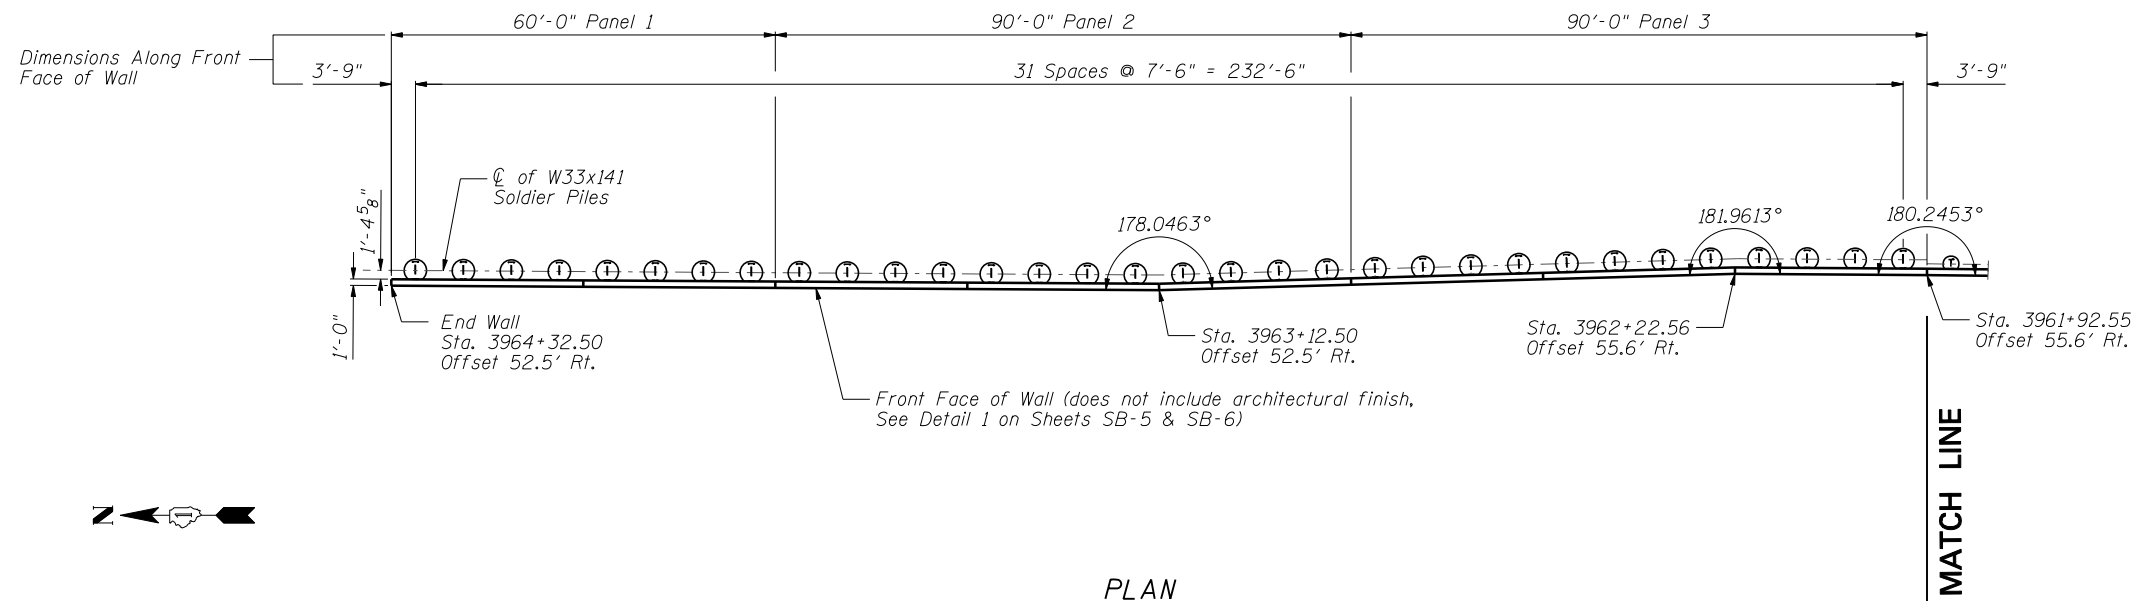 60'-0" Panel 1
90'-0" Panel 2
90'-0" Panel 3
Dimensions Along Front
Face of Wall
3'-9"
31 Spaces @ 7'-6" = 232'-6"
3'-9"
℄ of W33x141
Soldier Piles
1'-4 5/8"
1'-0"
178.0463°
181.9613°
180.2453°
End Wall
Sta. 3964+32.50
Offset 52.5' Rt.
Sta. 3963+12.50
Offset 52.5' Rt.
Sta. 3962+22.56
Offset 55.6' Rt.
Sta. 3961+92.55
Offset 55.6' Rt.
Front Face of Wall (does not include architectural finish,
See Detail 1 on Sheets SB-5 & SB-6)
N
MATCH LINE
PLAN